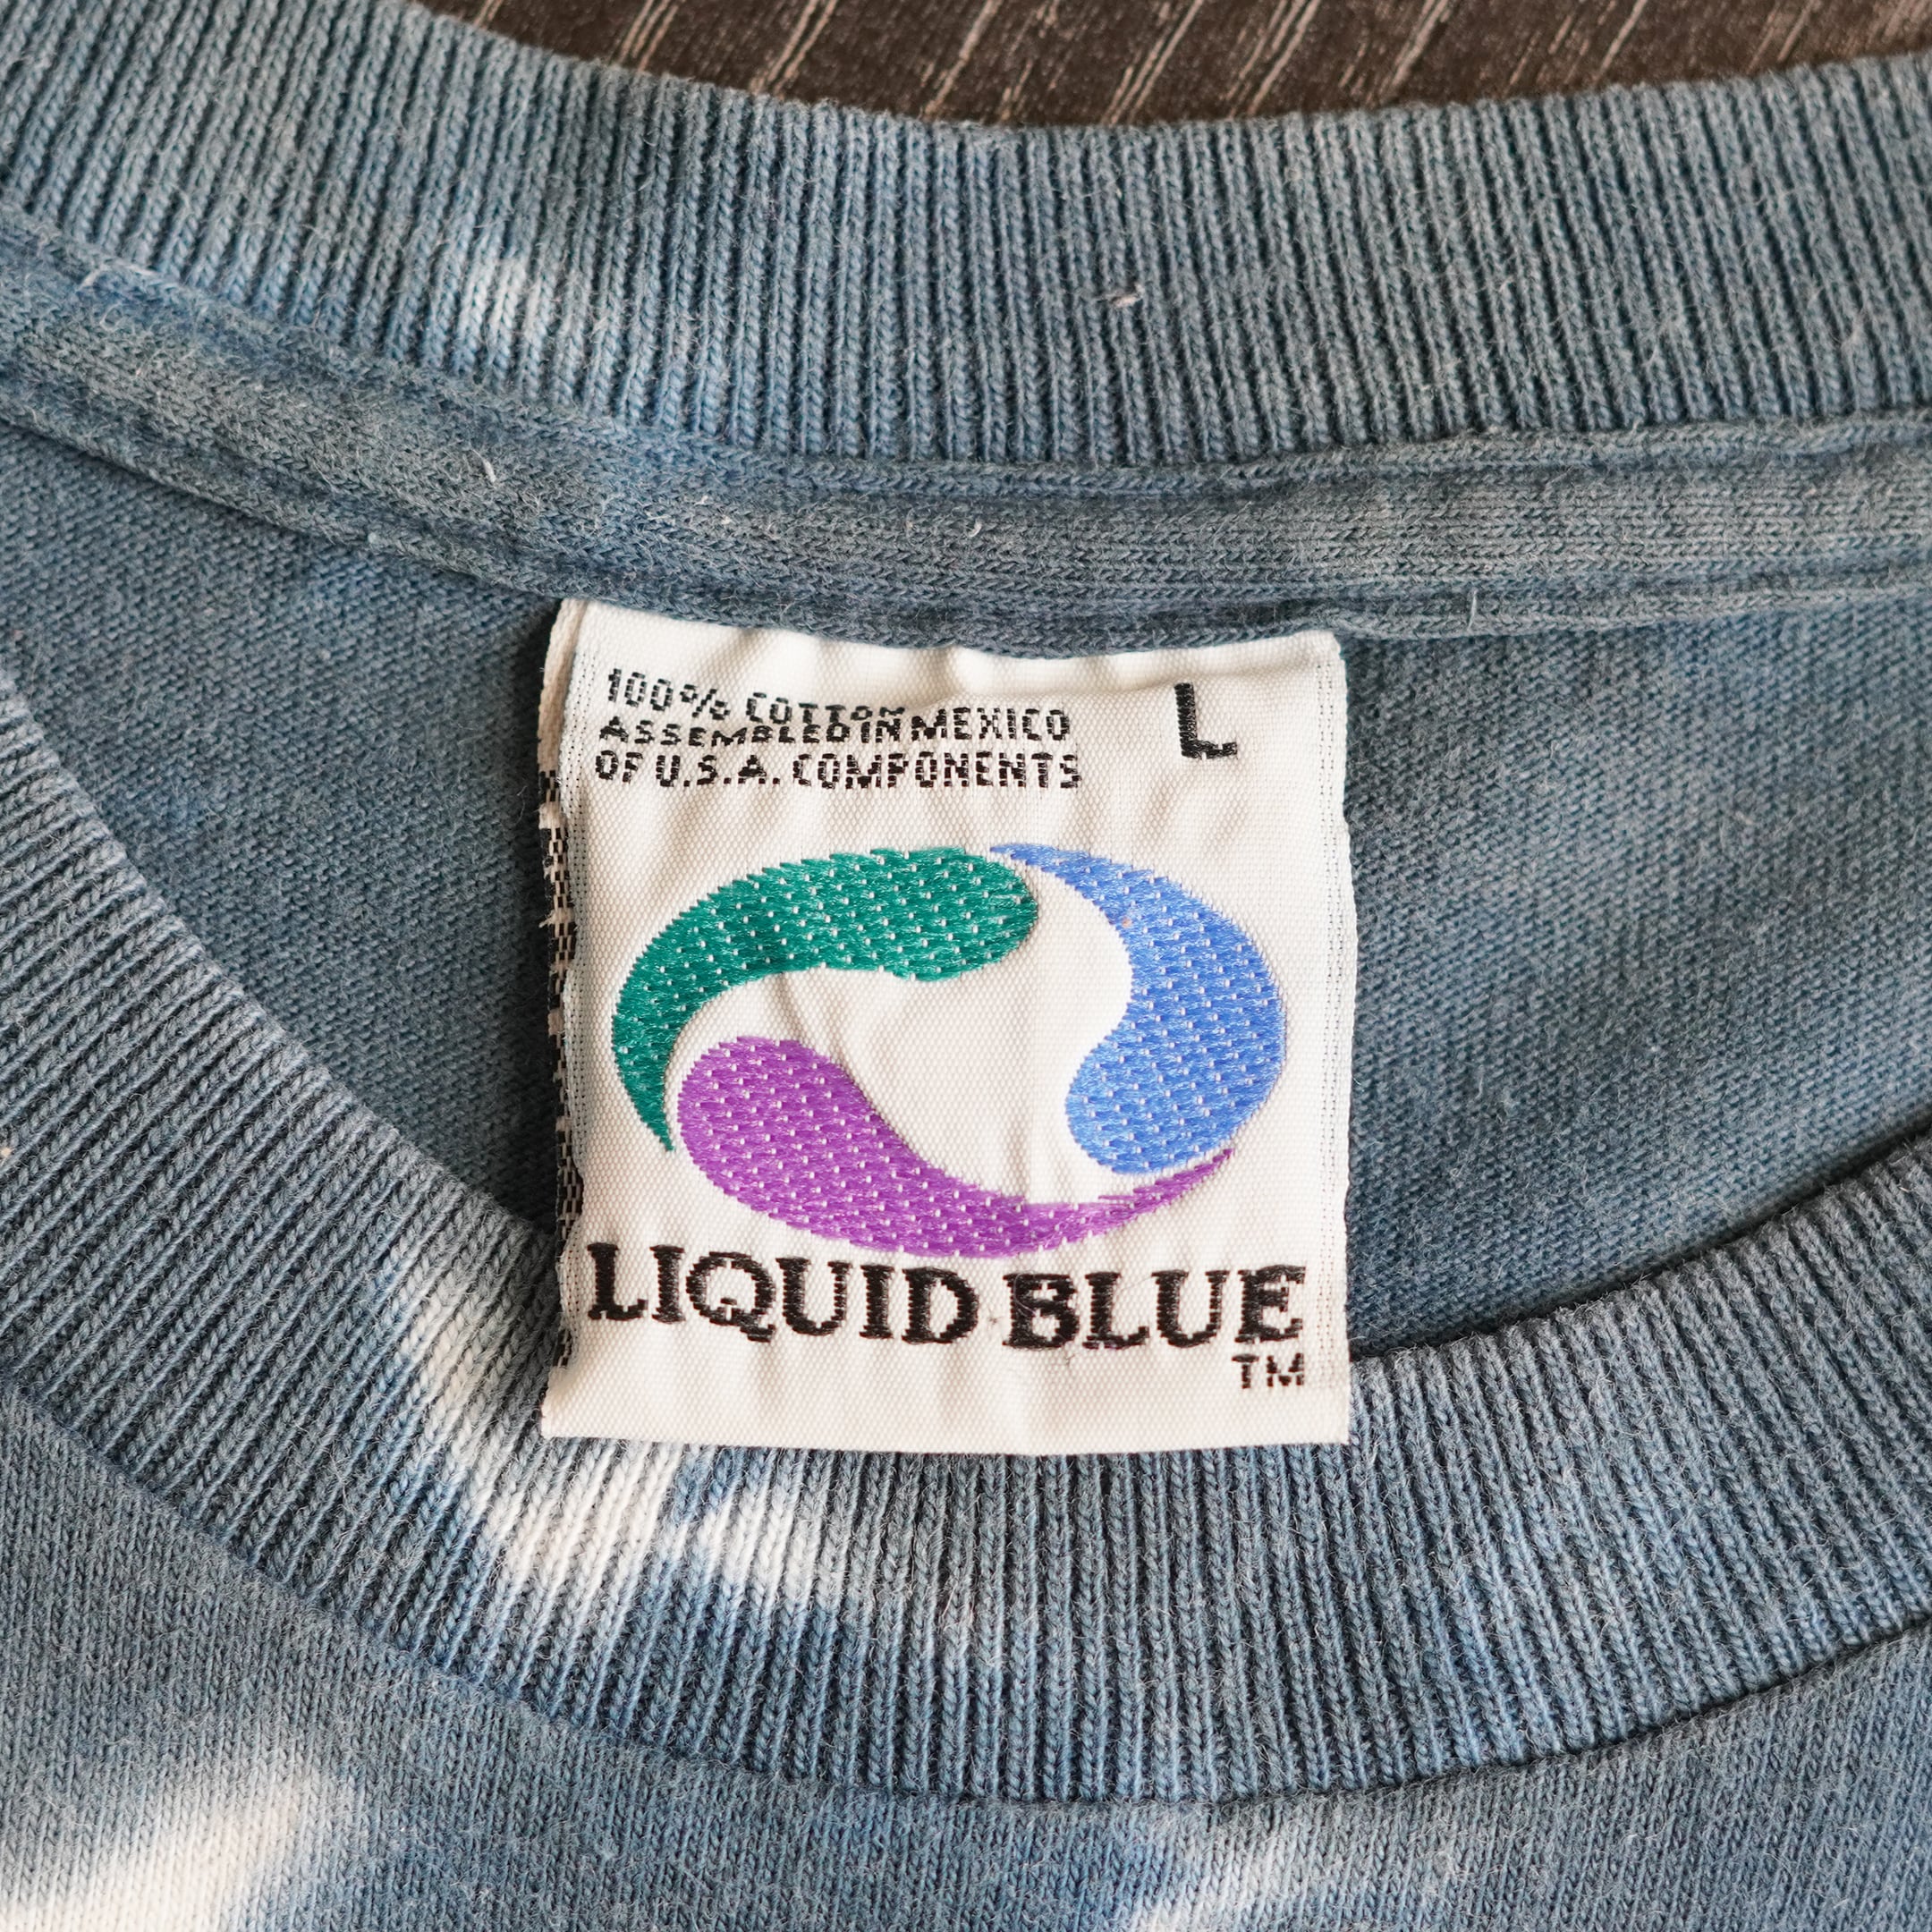 100% COTTON
ASSEMBLED IN MEXICO
OF U.S.A. COMPONENTS
L
LIQUID BLUE
TM